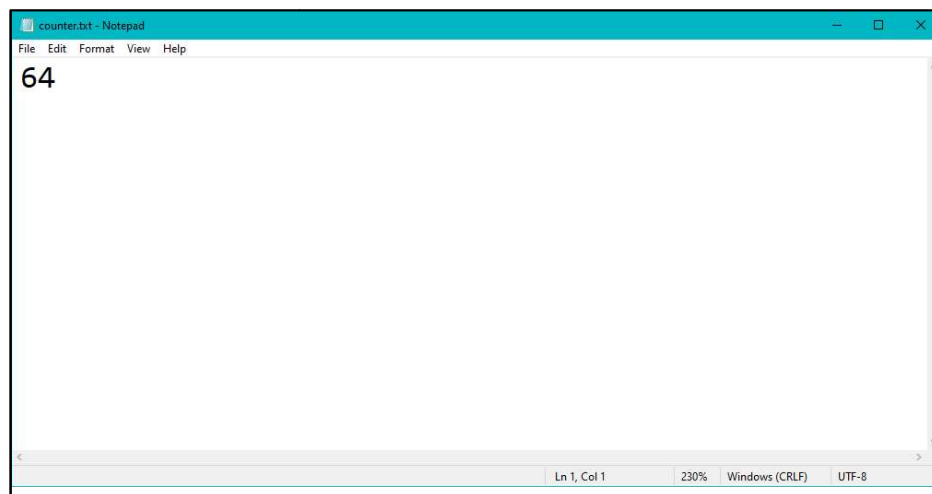 counter.txt - Notepad
File Edit Format View Help
64
Ln 1, Col 1 230% Windows (CRLF) UTF-8